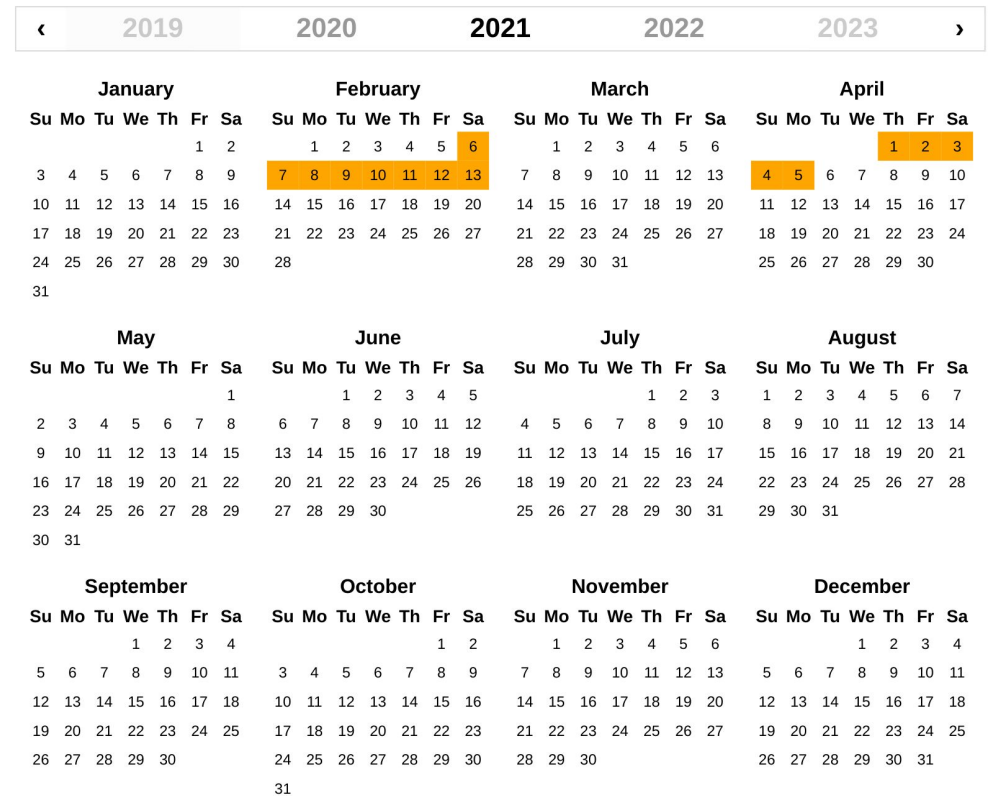 ‹ 2019 2020 2021 2022 2023 ›
January February March April
Su Mo Tu We Th Fr Sa Su Mo Tu We Th Fr Sa Su Mo Tu We Th Fr Sa Su Mo Tu We Th Fr Sa
1 2 1 2 3 4 5 6 1 2 3 4 5 6 1 2 3
3 4 5 6 7 8 9 7 8 9 10 11 12 13 7 8 9 10 11 12 13 4 5 6 7 8 9 10
10 11 12 13 14 15 16 14 15 16 17 18 19 20 14 15 16 17 18 19 20 11 12 13 14 15 16 17
17 18 19 20 21 22 23 21 22 23 24 25 26 27 21 22 23 24 25 26 27 18 19 20 21 22 23 24
24 25 26 27 28 29 30 28 28 29 30 31 25 26 27 28 29 30
31
May June July August
Su Mo Tu We Th Fr Sa Su Mo Tu We Th Fr Sa Su Mo Tu We Th Fr Sa Su Mo Tu We Th Fr Sa
1 1 2 3 4 5 1 2 3 1 2 3 4 5 6 7
2 3 4 5 6 7 8 6 7 8 9 10 11 12 4 5 6 7 8 9 10 8 9 10 11 12 13 14
9 10 11 12 13 14 15 13 14 15 16 17 18 19 11 12 13 14 15 16 17 15 16 17 18 19 20 21
16 17 18 19 20 21 22 20 21 22 23 24 25 26 18 19 20 21 22 23 24 22 23 24 25 26 27 28
23 24 25 26 27 28 29 27 28 29 30 25 26 27 28 29 30 31 29 30 31
30 31
September October November December
Su Mo Tu We Th Fr Sa Su Mo Tu We Th Fr Sa Su Mo Tu We Th Fr Sa Su Mo Tu We Th Fr Sa
1 2 3 4 1 2 1 2 3 4 5 6 1 2 3 4
5 6 7 8 9 10 11 3 4 5 6 7 8 9 7 8 9 10 11 12 13 5 6 7 8 9 10 11
12 13 14 15 16 17 18 10 11 12 13 14 15 16 14 15 16 17 18 19 20 12 13 14 15 16 17 18
19 20 21 22 23 24 25 17 18 19 20 21 22 23 21 22 23 24 25 26 27 19 20 21 22 23 24 25
26 27 28 29 30 24 25 26 27 28 29 30 28 29 30 26 27 28 29 30 31
31